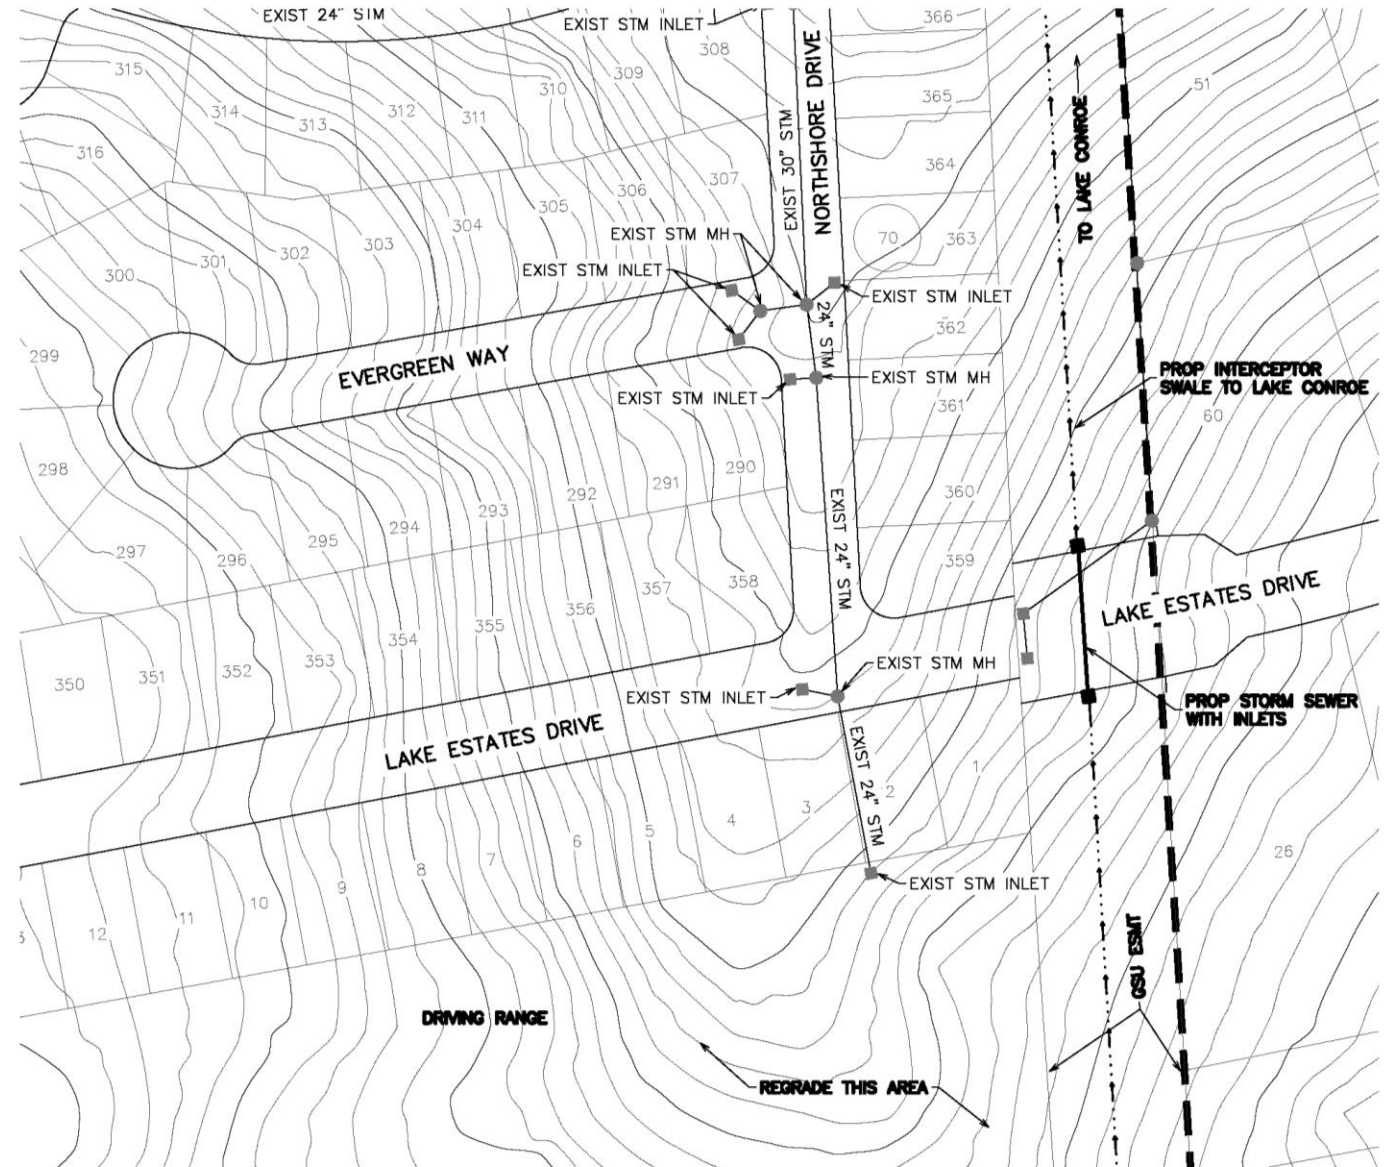 EXIST 24" STM
EXIST STM INLET
366
308
315
309
310
51
365
314
312
311
313
NORTHSHORE DRIVE
EXIST 30" STM
TO LAKE CONROE
316
364
307
306
305
304
303
302
301
300
EXIST STM MH
70
363
EXIST STM INLET
EXIST STM INLET
362
24" STM
299
EVERGREEN WAY
EXIST STM MH
PROP INTERCEPTOR
SWALE TO LAKE CONROE
EXIST STM INLET
361
60
298
290
291
292
293
294
295
296
297
360
EXIST 24" STM
359
358
357
356
355
354
353
352
351
350
LAKE ESTATES DRIVE
EXIST STM MH
EXIST STM INLET
PROP STORM SEWER
WITH INLETS
LAKE ESTATES DRIVE
EXIST 24" STM
1
2
3
4
5
6
7
8
9
10
11
12
26
EXIST STM INLET
GSU ESMT
DRIVING RANGE
REGRADE THIS AREA